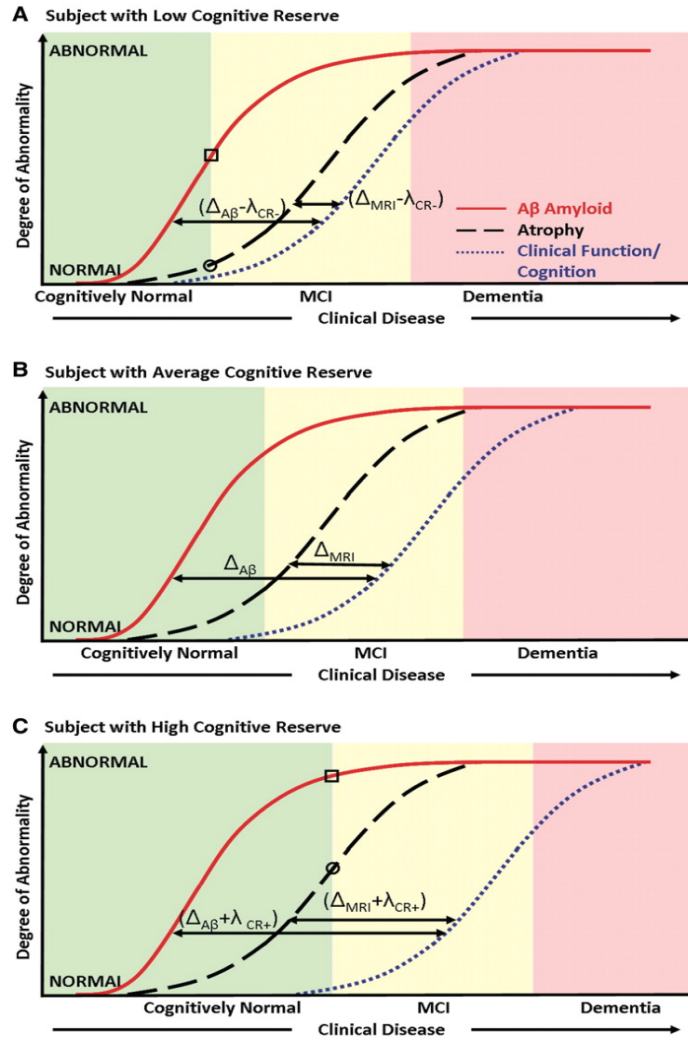 A Subject with Low Cognitive Reserve
ABNORMAL
Degree of Abnormality
(ΔAβ-λCR-)
(ΔMRI-λCR-)
Aβ Amyloid
Atrophy
Clinical Function/
Cognition
NORMAL
Cognitively Normal MCI Dementia
Clinical Disease
B Subject with Average Cognitive Reserve
ABNORMAL
Degree of Abnormality
ΔMRI
ΔAβ
NORMAL
Cognitively Normal MCI Dementia
Clinical Disease
C Subject with High Cognitive Reserve
ABNORMAL
Degree of Abnormality
(ΔMRI+λCR+)
(ΔAβ+λCR+)
NORMAL
Cognitively Normal MCI Dementia
Clinical Disease